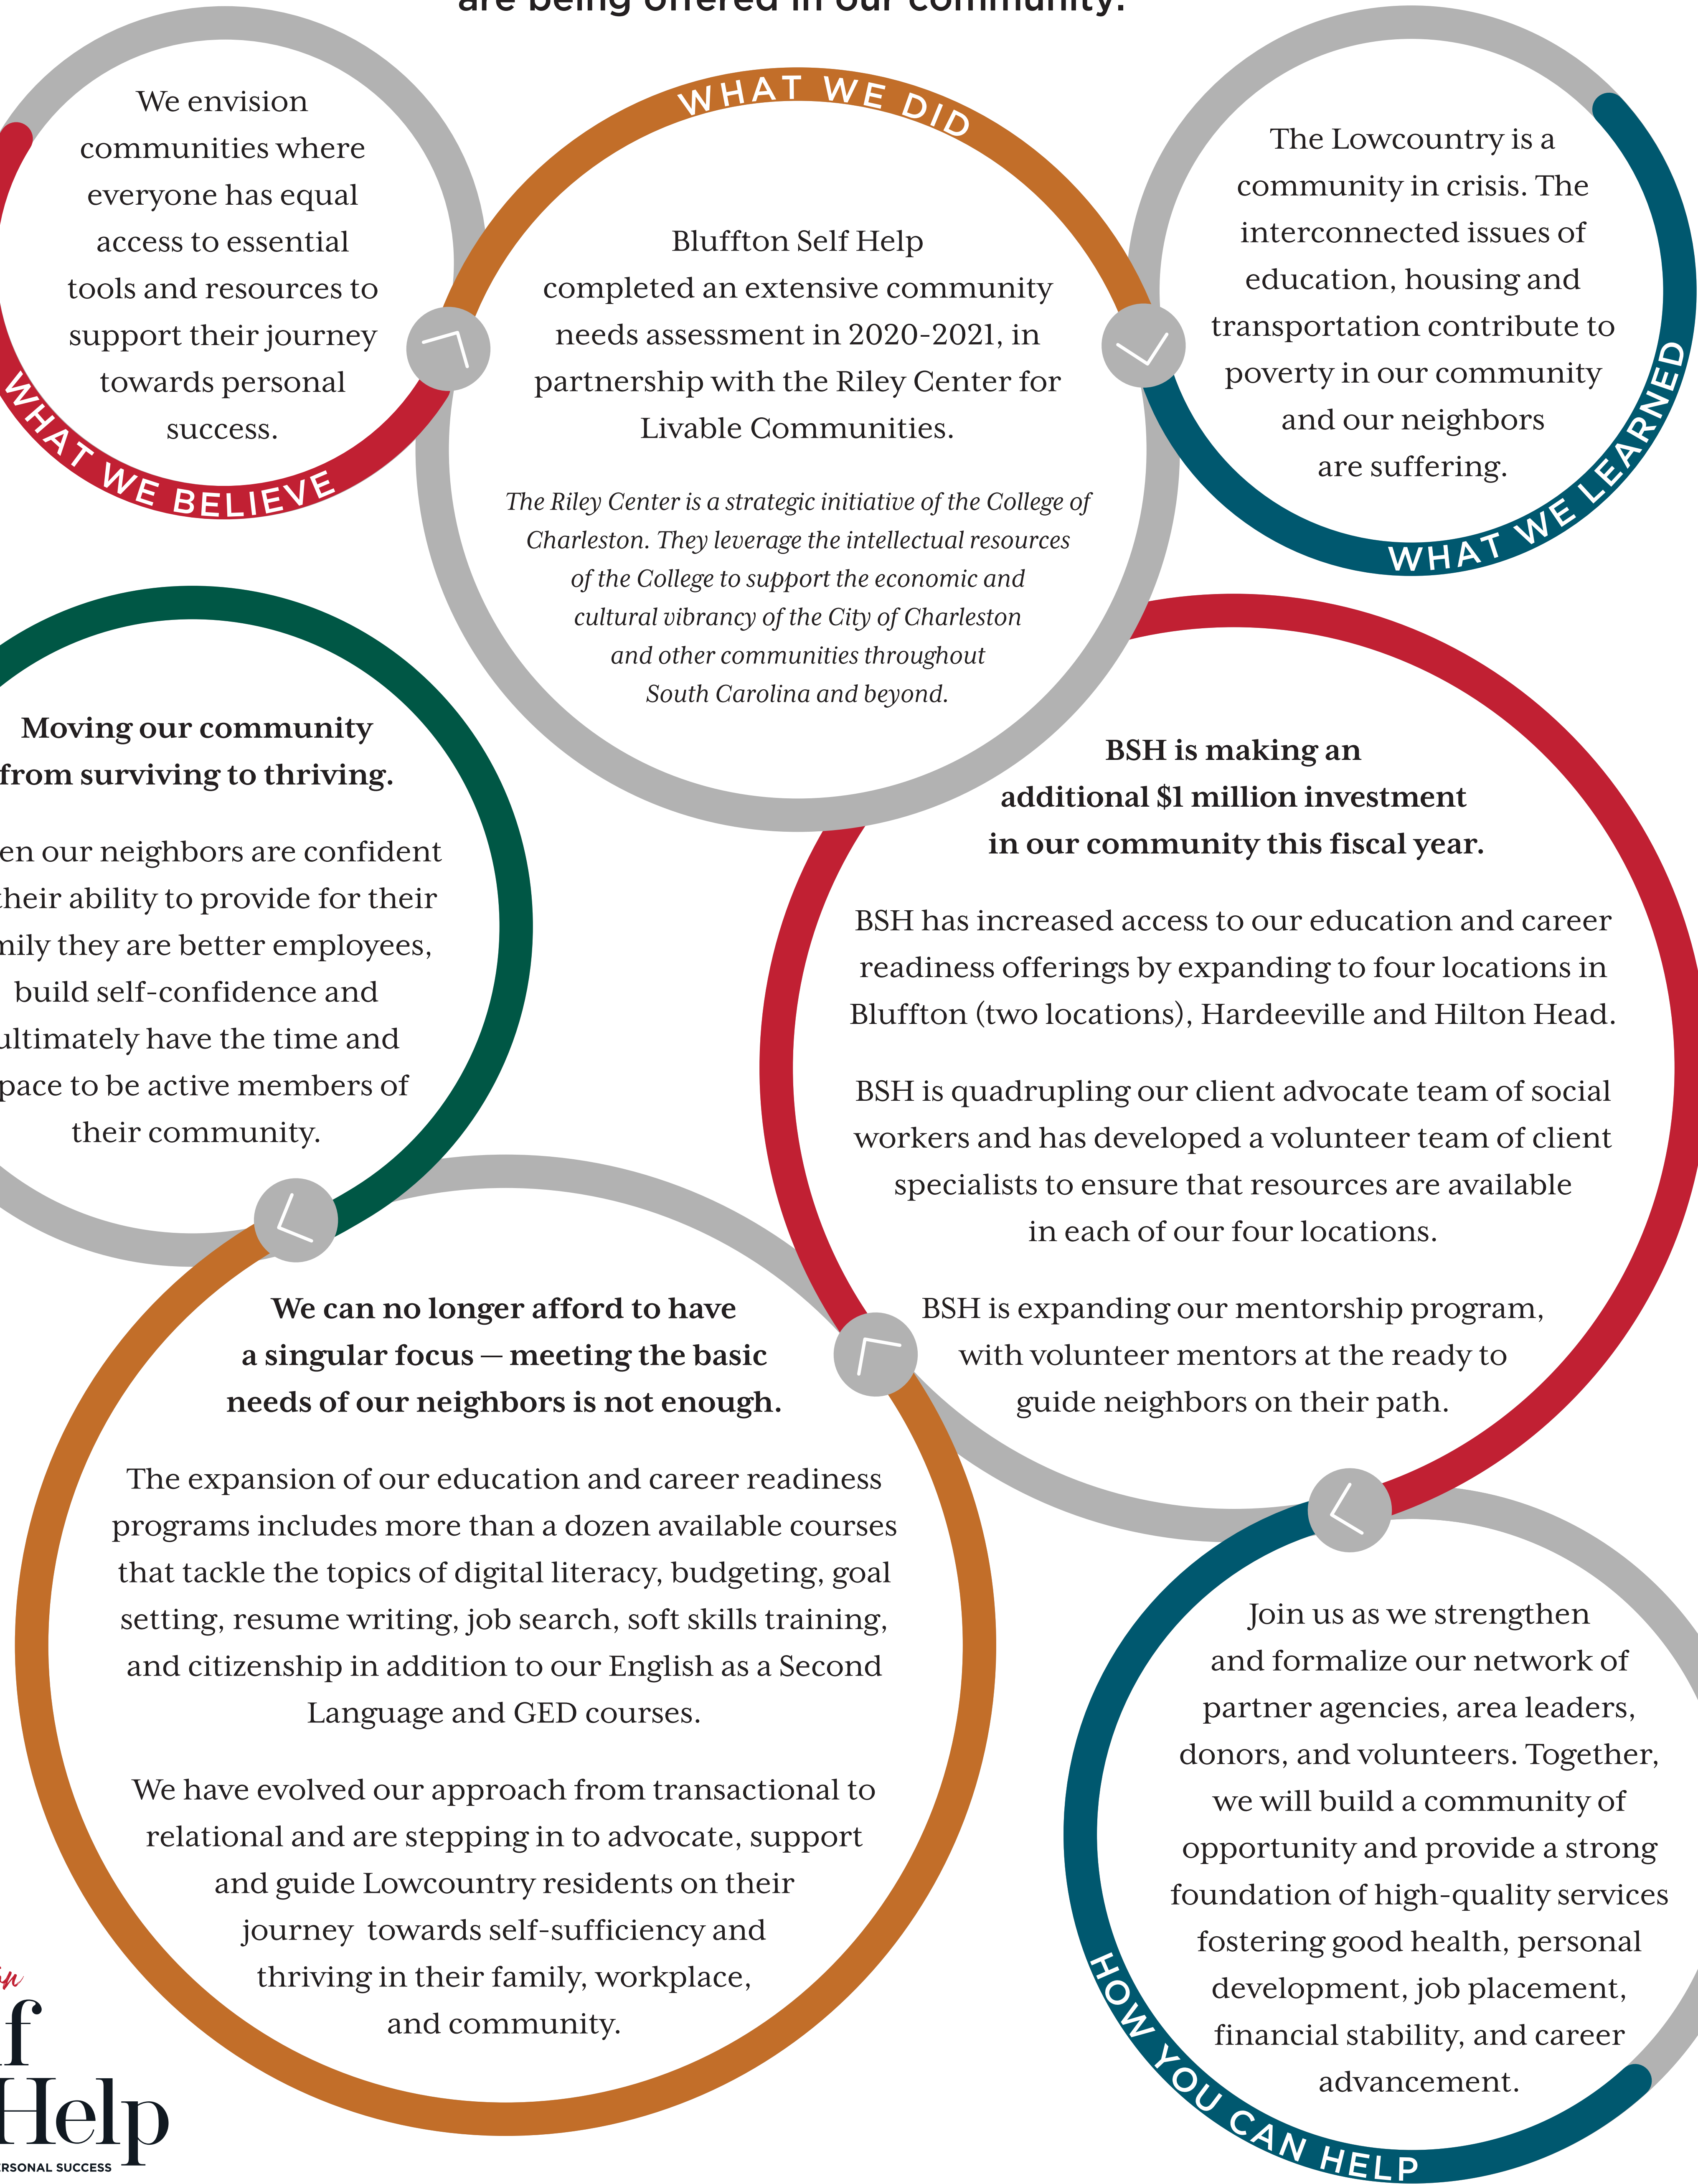 are being offered in our community.
We envision
communities where
everyone has equal
access to essential
tools and resources to
support their journey
towards personal
success.
WHAT WE BELIEVE
WHAT WE DID
Bluffton Self Help
completed an extensive community
needs assessment in 2020-2021, in
partnership with the Riley Center for
Livable Communities.
The Riley Center is a strategic initiative of the College of
Charleston. They leverage the intellectual resources
of the College to support the economic and
cultural vibrancy of the City of Charleston
and other communities throughout
South Carolina and beyond.
The Lowcountry is a
community in crisis. The
interconnected issues of
education, housing and
transportation contribute to
poverty in our community
and our neighbors
are suffering.
WHAT WE LEARNED
BSH is making an
additional $1 million investment
in our community this fiscal year.
BSH has increased access to our education and career
readiness offerings by expanding to four locations in
Bluffton (two locations), Hardeeville and Hilton Head.
BSH is quadrupling our client advocate team of social
workers and has developed a volunteer team of client
specialists to ensure that resources are available
in each of our four locations.
BSH is expanding our mentorship program,
with volunteer mentors at the ready to
guide neighbors on their path.
Moving our community
from surviving to thriving.
en our neighbors are confident
their ability to provide for their
mily they are better employees,
build self-confidence and
ultimately have the time and
pace to be active members of
their community.
We can no longer afford to have
a singular focus — meeting the basic
needs of our neighbors is not enough.
The expansion of our education and career readiness
programs includes more than a dozen available courses
that tackle the topics of digital literacy, budgeting, goal
setting, resume writing, job search, soft skills training,
and citizenship in addition to our English as a Second
Language and GED courses.
We have evolved our approach from transactional to
relational and are stepping in to advocate, support
and guide Lowcountry residents on their
journey towards self-sufficiency and
thriving in their family, workplace,
and community.
Join us as we strengthen
and formalize our network of
partner agencies, area leaders,
donors, and volunteers. Together,
we will build a community of
opportunity and provide a strong
foundation of high-quality services
fostering good health, personal
development, job placement,
financial stability, and career
advancement.
HOW YOU CAN HELP
on
lf
Help
ERSONAL SUCCESS